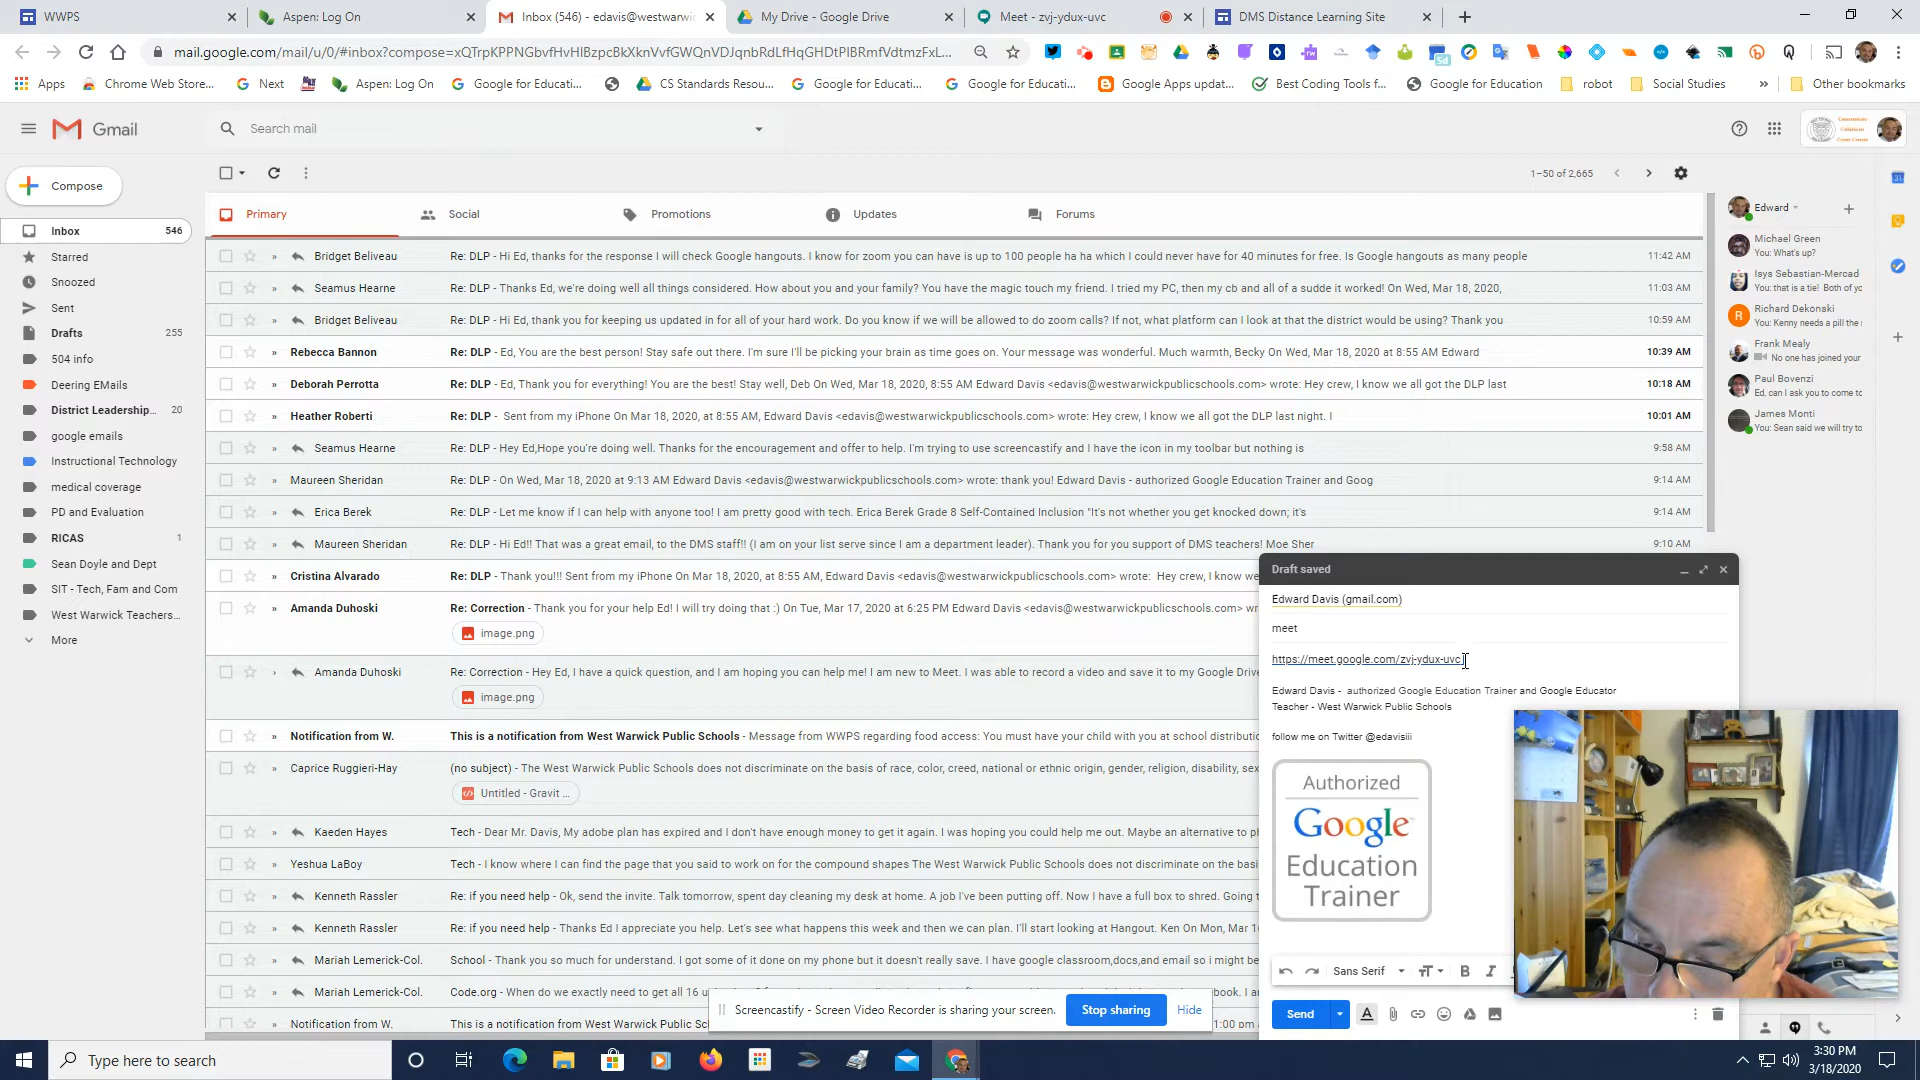 WWPS
Aspen: Log On
Inbox (546) - edavis@westwarwi
My Drive - Google Drive
Meet - zvj-ydux-uvc
DMS Distance Learning Site
mail.google.com/mail/u/0/#inbox?compose=xQTrpKPPNGbvfHvHlBzpcBkXknVvfGWQnVDJqnbRdLfHqGHDtPlBRmfVdtmzFxL...
Apps
Chrome Web Store...
Next
Aspen: Log On
Google for Educati...
CS Standards Resou...
Google for Educati...
Google for Educati...
Google Apps updat...
Best Coding Tools f...
Google for Education
robot
Social Studies
»
Other bookmarks
Gmail
Search mail
Compose
1–50 of 2,665
Inbox 546
Starred
Snoozed
Sent
Drafts 255
504 info
Deering EMails
District Leadership... 20
google emails
Instructional Technology
medical coverage
PD and Evaluation
RICAS 1
Sean Doyle and Dept
SIT - Tech, Fam and Com
West Warwick Teachers...
More
Primary
Social
Promotions
Updates
Forums
Bridget Beliveau Re: DLP - Hi Ed, thanks for the response I will check Google hangouts. I know for zoom you can have is up to 100 people ha ha which I could never have for 40 minutes for free. Is Google hangouts as many people 11:42 AM
Seamus Hearne Re: DLP - Thanks Ed, we're doing well all things considered. How about you and your family? You have the magic touch my friend. I tried my PC, then my cb and all of a sudde it worked! On Wed, Mar 18, 2020, 11:03 AM
Bridget Beliveau Re: DLP - Hi Ed, thank you for keeping us updated in for all of your hard work. Do you know if we will be allowed to do zoom calls? If not, what platform can I look at that the district would be using? Thank you 10:59 AM
Rebecca Bannon Re: DLP - Ed, You are the best person! Stay safe out there. I'm sure I'll be picking your brain as time goes on. Your message was wonderful. Much warmth, Becky On Wed, Mar 18, 2020 at 8:55 AM Edward 10:39 AM
Deborah Perrotta Re: DLP - Ed, Thank you for everything! You are the best! Stay well, Deb On Wed, Mar 18, 2020, 8:55 AM Edward Davis <edavis@westwarwickpublicschools.com> wrote: Hey crew, I know we all got the DLP last 10:18 AM
Heather Roberti Re: DLP - Sent from my iPhone On Mar 18, 2020, at 8:55 AM, Edward Davis <edavis@westwarwickpublicschools.com> wrote: Hey crew, I know we all got the DLP last night. I 10:01 AM
Seamus Hearne Re: DLP - Hey Ed,Hope you're doing well. Thanks for the encouragement and offer to help. I'm trying to use screencastify and I have the icon in my toolbar but nothing is 9:58 AM
Maureen Sheridan Re: DLP - On Wed, Mar 18, 2020 at 9:13 AM Edward Davis <edavis@westwarwickpublicschools.com> wrote: thank you! Edward Davis - authorized Google Education Trainer and Goog 9:14 AM
Erica Berek Re: DLP - Let me know if I can help with anyone too! I am pretty good with tech. Erica Berek Grade 8 Self-Contained Inclusion "It's not whether you get knocked down; it's 9:14 AM
Maureen Sheridan Re: DLP - Hi Ed!! That was a great email, to the DMS staff!! (I am on your list serve since I am a department leader). Thank you for you support of DMS teachers! Moe Sher 9:10 AM
Cristina Alvarado Re: DLP - Thank you!!! Sent from my iPhone On Mar 18, 2020, at 8:55 AM, Edward Davis <edavis@westwarwickpublicschools.com> wrote: Hey crew, I know we
Amanda Duhoski Re: Correction - Thank you for your help Ed! I will try doing that :) On Tue, Mar 17, 2020 at 6:25 PM Edward Davis <edavis@westwarwickpublicschools.com> wro
image.png
Amanda Duhoski Re: Correction - Hey Ed, I have a quick question, and I am hoping you can help me! I am new to Meet. I was able to record a video and save it to my Google Drive
image.png
Notification from W. This is a notification from West Warwick Public Schools - Message from WWPS regarding food access: You must have your child with you at school distributio
Caprice Ruggieri-Hay (no subject) - The West Warwick Public Schools does not discriminate on the basis of race, color, creed, national or ethnic origin, gender, religion, disability, sex
Untitled - Gravit ...
Kaeden Hayes Tech - Dear Mr. Davis, My adobe plan has expired and I don't have enough money to get it again. I was hoping you could help me out. Maybe an alternative to ph
Yeshua LaBoy Tech - I know where I can find the page that you said to work on for the compound shapes The West Warwick Public Schools does not discriminate on the basi
Kenneth Rassler Re: if you need help - Ok, send the invite. Talk tomorrow, spent day cleaning my desk at home. A job I've been putting off. Now I have a full box to shred. Going t
Kenneth Rassler Re: if you need help - Thanks Ed I appreciate you help. Let's see what happens this week and then we can plan. I'll start looking at Hangout. Ken On Mon, Mar 1
Mariah Lemerick-Col. School - Thank you so much for understand. I got some of it done on my phone but it doesn't really save. I have google classroom,docs,and email so i might be
Mariah Lemerick-Col. Code.org - When do we exactly need to get all 16
Notification from W. This is a notification from West Warwick Public Sc
Edward
Michael Green
You: What's up?
Isys Sebastian-Mercad
You: that is a tie! Both of yo
Richard Dekonski
You: Kenny needs a pill the
Frank Mealy
No one has joined your
Paul Bovenzi
Ed, can I ask you to come to
James Monti
You: Sean said we will try to
Draft saved
Edward Davis (gmail.com)
meet
https://meet.google.com/zvj-ydux-uvc
Edward Davis - authorized Google Education Trainer and Google Educator
Teacher - West Warwick Public Schools
follow me on Twitter @edavisiii
Authorized
Google
Education
Trainer
Sans Serif
B I
Send
Screencastify - Screen Video Recorder is sharing your screen.
Stop sharing
Hide
Type here to search
3:30 PM
3/18/2020